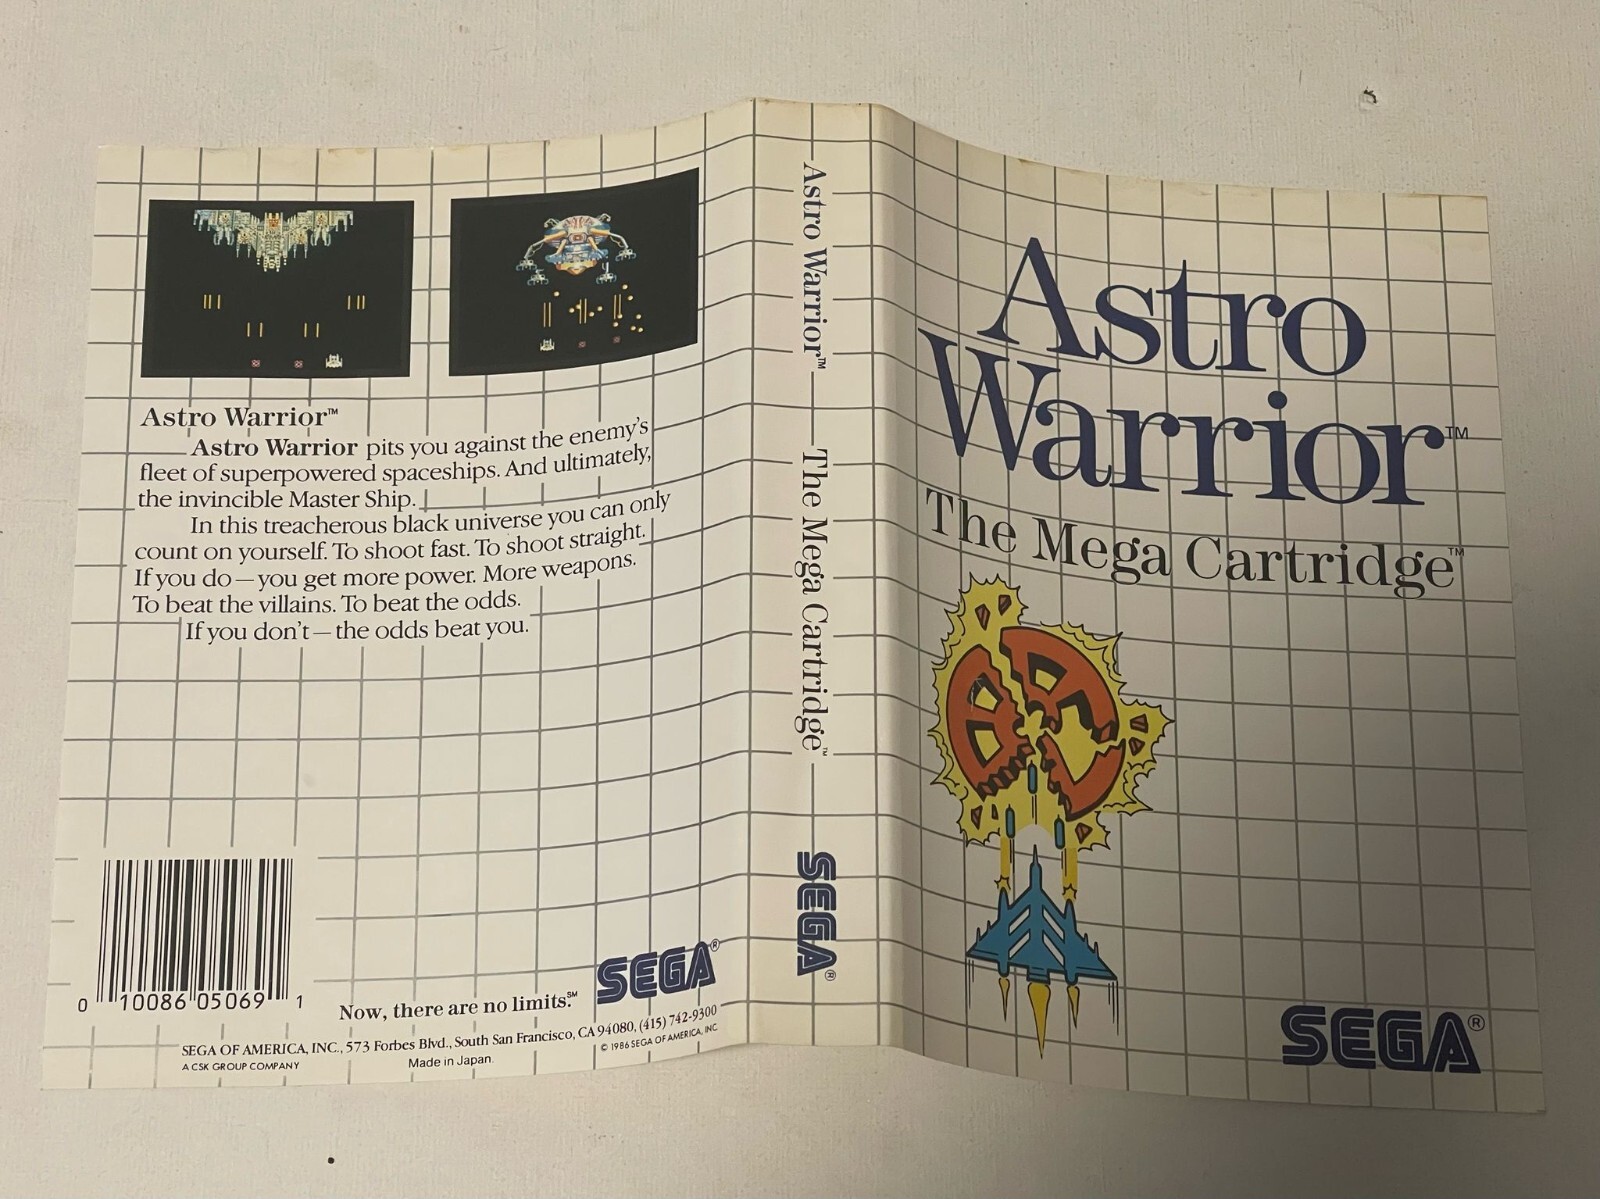 Astro Warrior™
Astro Warrior pits you against the enemy's
fleet of superpowered spaceships. And ultimately,
the invincible Master Ship.
In this treacherous black universe you can only
count on yourself. To shoot fast. To shoot straight.
If you do—you get more power. More weapons.
To beat the villains. To beat the odds.
If you don't—the odds beat you.
0 10086 05069 1
Now, there are no limits.℠
SEGA®
SEGA OF AMERICA, INC., 573 Forbes Blvd., South San Francisco, CA 94080, (415) 742-9300
A CSK GROUP COMPANY
Made in Japan.
© 1986 SEGA OF AMERICA, INC
Astro Warrior™
The Mega Cartridge™
SEGA®
Astro
Warrior™
The Mega Cartridge™
SEGA®